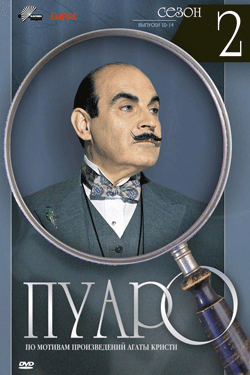 СЕЗОН
2
ВЫПУСКИ 10-14
ПУАРО
ПО МОТИВАМ ПРОИЗВЕДЕНИЙ АГАТЫ КРИСТИ
DVD